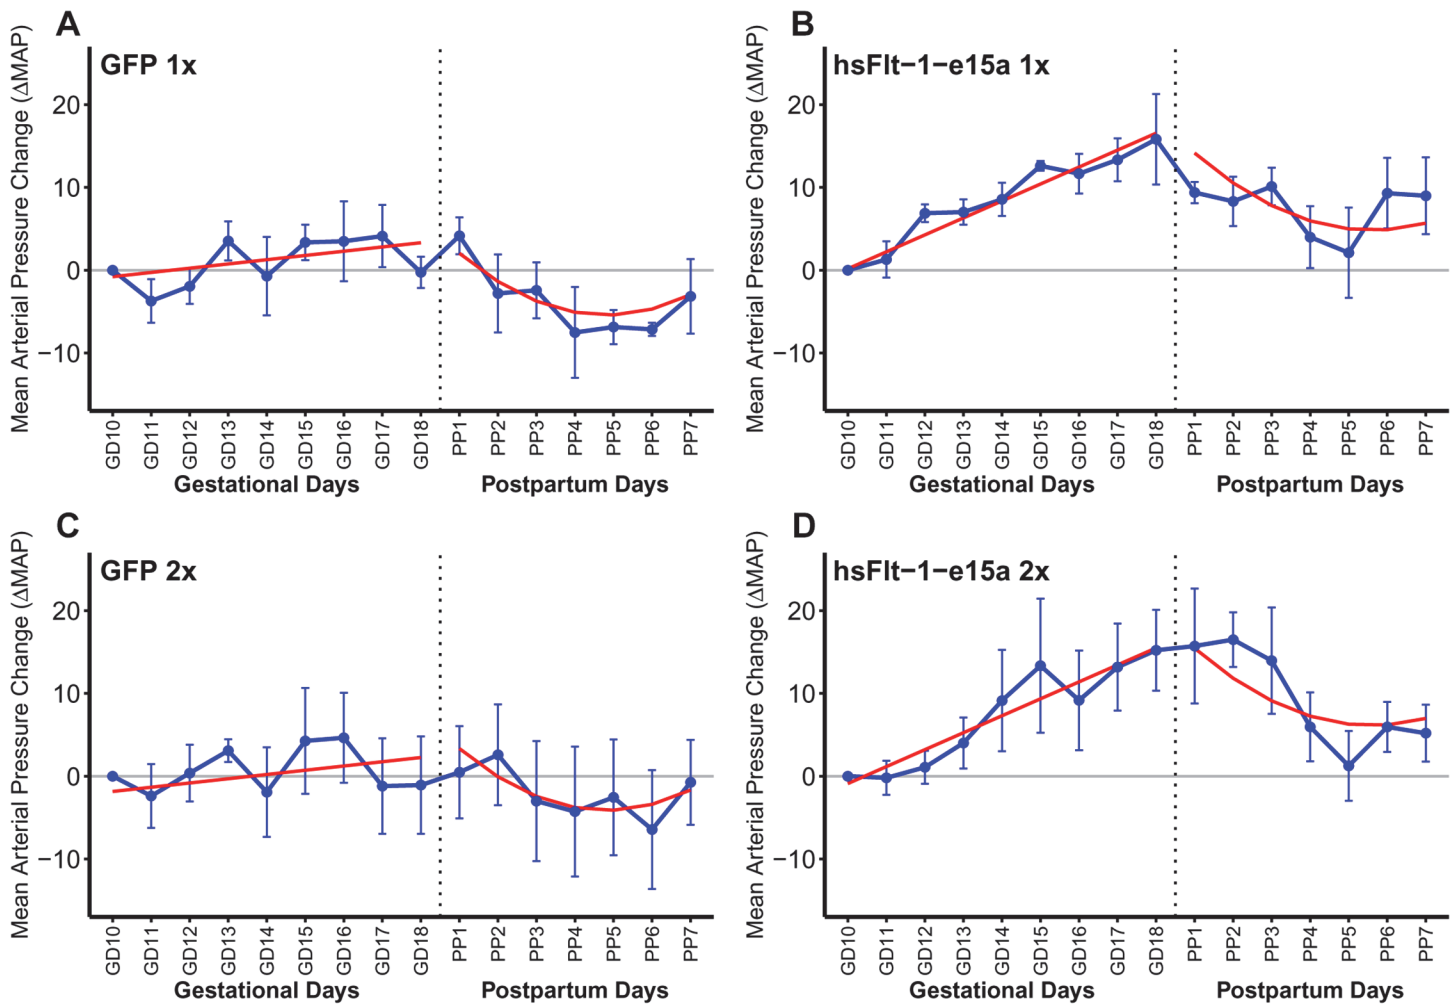 A
GFP 1x
Mean Arterial Pressure Change (ΔMAP)
20
10
0
−10
GD10 GD11 GD12 GD13 GD14 GD15 GD16 GD17 GD18 PP1 PP2 PP3 PP4 PP5 PP6 PP7
Gestational Days Postpartum Days
B
hsFlt−1−e15a 1x
Mean Arterial Pressure Change (ΔMAP)
20
10
0
−10
GD10 GD11 GD12 GD13 GD14 GD15 GD16 GD17 GD18 PP1 PP2 PP3 PP4 PP5 PP6 PP7
Gestational Days Postpartum Days
C
GFP 2x
Mean Arterial Pressure Change (ΔMAP)
20
10
0
−10
GD10 GD11 GD12 GD13 GD14 GD15 GD16 GD17 GD18 PP1 PP2 PP3 PP4 PP5 PP6 PP7
Gestational Days Postpartum Days
D
hsFlt−1−e15a 2x
Mean Arterial Pressure Change (ΔMAP)
20
10
0
−10
GD10 GD11 GD12 GD13 GD14 GD15 GD16 GD17 GD18 PP1 PP2 PP3 PP4 PP5 PP6 PP7
Gestational Days Postpartum Days